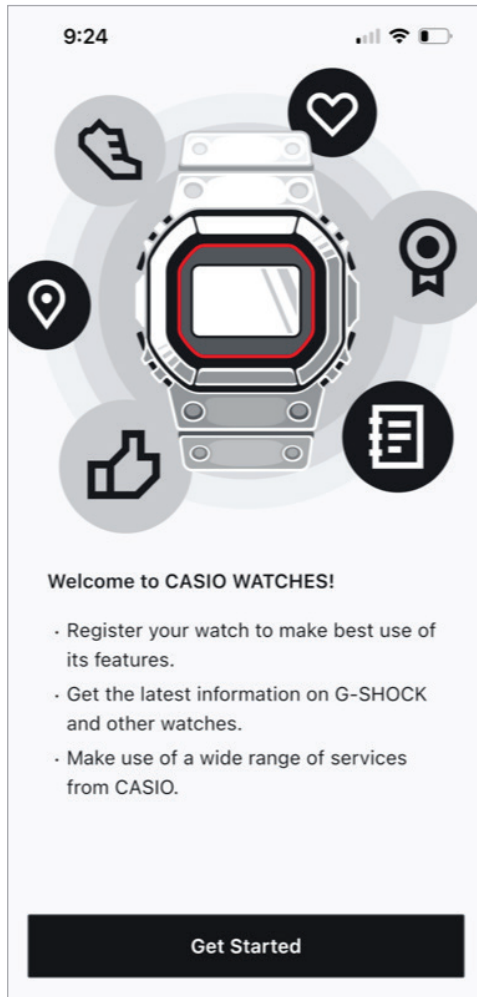 9:24
Welcome to CASIO WATCHES!
· Register your watch to make best use of
its features.
· Get the latest information on G-SHOCK
and other watches.
· Make use of a wide range of services
from CASIO.
Get Started